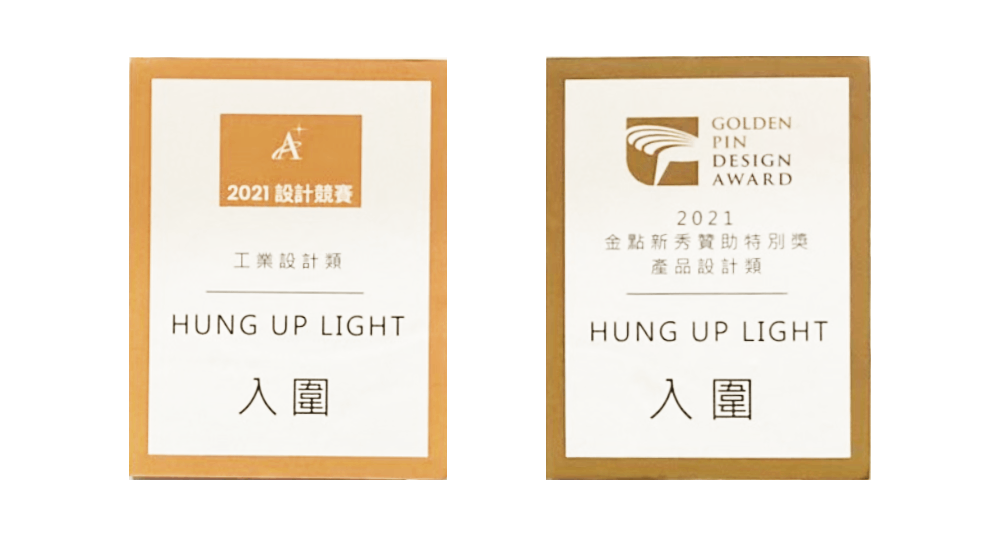 A
2021 設計競賽
工業設計類
HUNG UP LIGHT
入圍
GOLDEN
PIN
DESIGN
AWARD
2021
金點新秀贊助特別獎
產品設計類
HUNG UP LIGHT
入圍